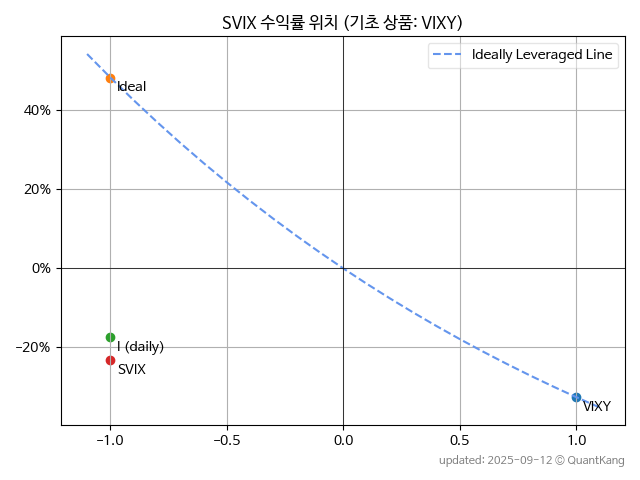 SVIX 수익률 위치 (기초 상품: VIXY)
Ideally Leveraged Line
Ideal
40%
20%
0%
−20%
I (daily)
SVIX
VIXY
−1.0
−0.5
0.0
0.5
1.0
updated: 2025-09-12 © QuantKang